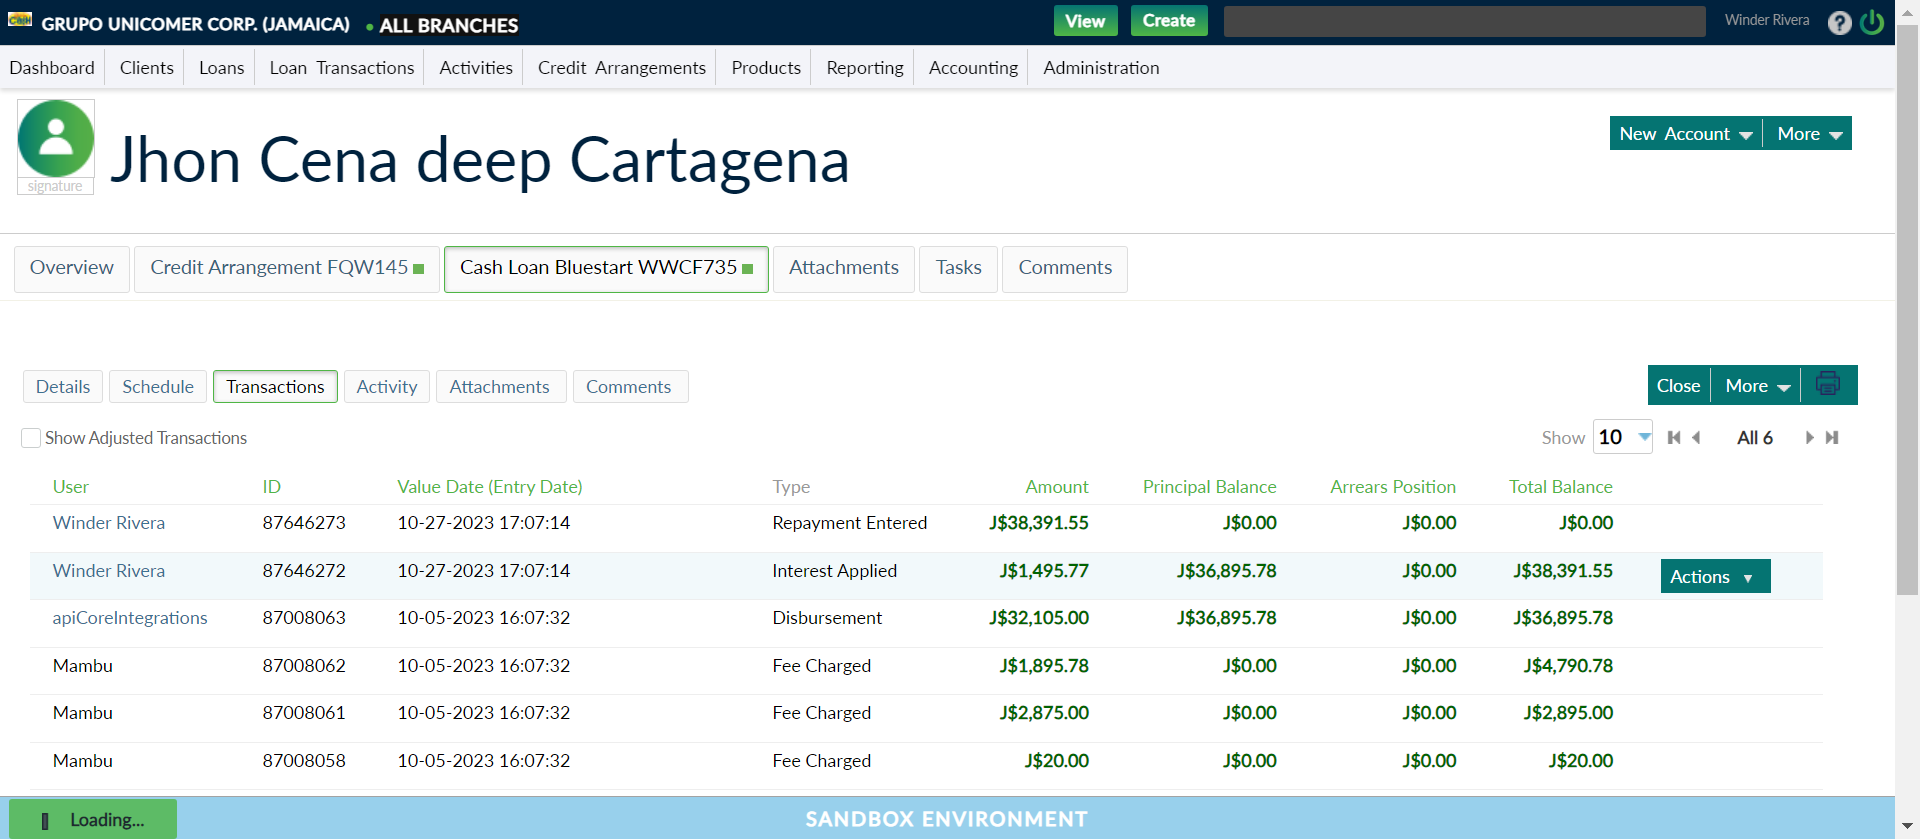 GRUPO UNICOMER CORP. (JAMAICA) • ALL BRANCHES View Create Winder Rivera ?
Dashboard Clients Loans Loan Transactions Activities Credit Arrangements Products Reporting Accounting Administration
signature
Jhon Cena deep Cartagena
New Account More
Overview Credit Arrangement FQW145 Cash Loan Bluestart WWCF735 Attachments Tasks Comments
Details Schedule Transactions Activity Attachments Comments Close More
Show Adjusted Transactions Show 10 All 6
User ID Value Date (Entry Date) Type Amount Principal Balance Arrears Position Total Balance
Winder Rivera 87646273 10-27-2023 17:07:14 Repayment Entered J$38,391.55 J$0.00 J$0.00 J$0.00
Winder Rivera 87646272 10-27-2023 17:07:14 Interest Applied J$1,495.77 J$36,895.78 J$0.00 J$38,391.55 Actions
apiCoreIntegrations 87008063 10-05-2023 16:07:32 Disbursement J$32,105.00 J$36,895.78 J$0.00 J$36,895.78
Mambu 87008062 10-05-2023 16:07:32 Fee Charged J$1,895.78 J$0.00 J$0.00 J$4,790.78
Mambu 87008061 10-05-2023 16:07:32 Fee Charged J$2,875.00 J$0.00 J$0.00 J$2,895.00
Mambu 87008058 10-05-2023 16:07:32 Fee Charged J$20.00 J$0.00 J$0.00 J$20.00
Loading... SANDBOX ENVIRONMENT